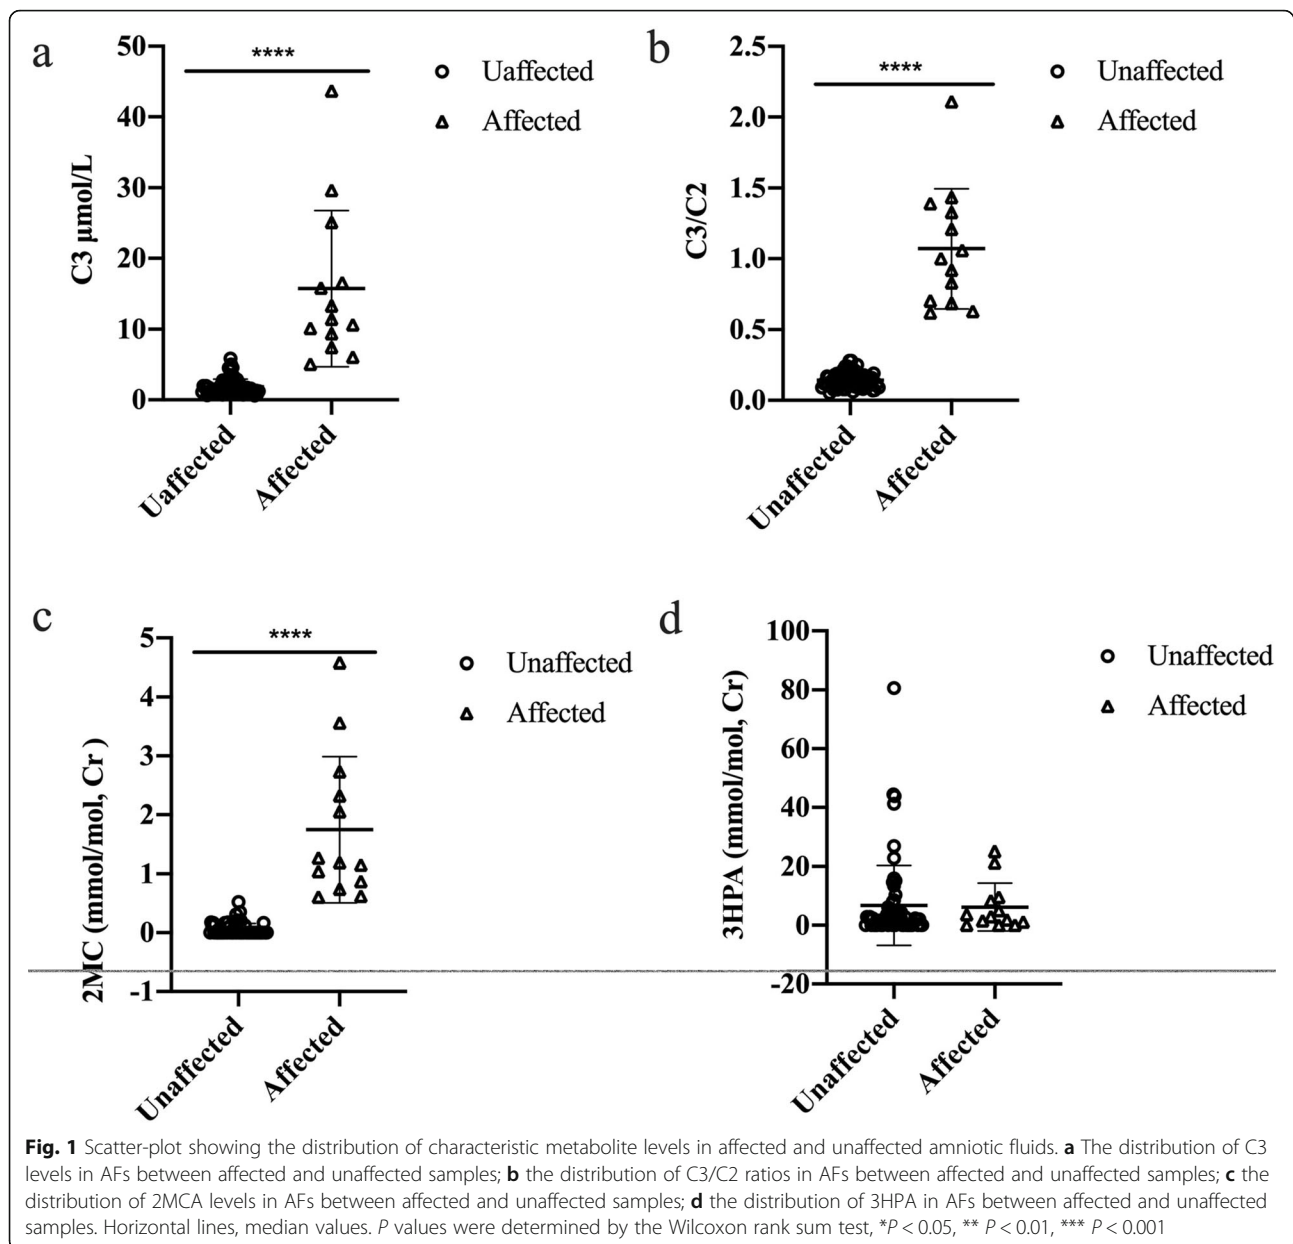 a
50
40
30
20
10
0
C3 µmol/L
****
Uaffected
Affected
Uaffected
Affected
b
2.5
2.0
1.5
1.0
0.5
0.0
C3/C2
****
Unaffected
Affected
Unaffected
Affected
c
5
4
3
2
1
0
-1
2MC (mmol/mol, Cr )
****
Unaffected
Affected
Unaffected
Affected
d
100
80
60
40
20
0
-20
3HPA (mmol/mol, Cr)
Unaffected
Affected
Unaffected
Affected
Fig. 1 Scatter-plot showing the distribution of characteristic metabolite levels in affected and unaffected amniotic fluids. a The distribution of C3
levels in AFs between affected and unaffected samples; b the distribution of C3/C2 ratios in AFs between affected and unaffected samples; c the
distribution of 2MCA levels in AFs between affected and unaffected samples; d the distribution of 3HPA in AFs between affected and unaffected
samples. Horizontal lines, median values. P values were determined by the Wilcoxon rank sum test, *P < 0.05, ** P < 0.01, *** P < 0.001